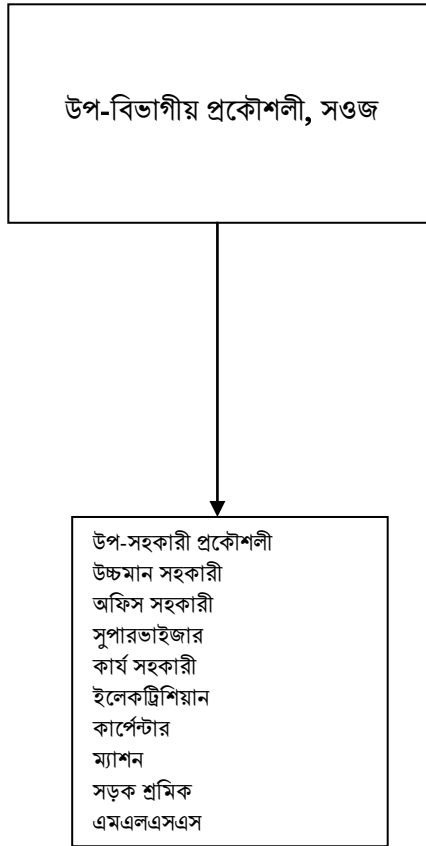 উপ-বিভাগীয় প্রকৌশলী, সওজ
উপ-সহকারী প্রকৌশলী
উচ্চমান সহকারী
অফিস সহকারী
সুপারভাইজার
কার্য সহকারী
ইলেকট্রিশিয়ান
কার্পেন্টার
ম্যাশন
সড়ক শ্রমিক
এমএলএসএস